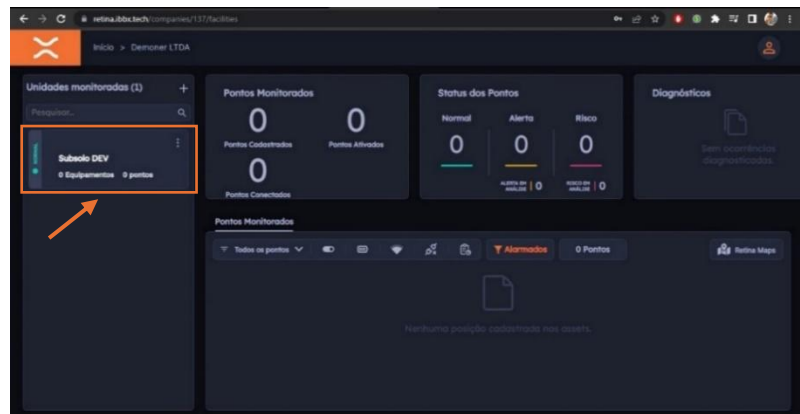 retina.ibbx.tech/companies/137/facilities
Início > Demoner LTDA
Unidades monitoradas (1) +
Pesquisar...
NORMAL
Subsolo DEV
0 Equipamentos 0 pontos
Pontos Monitorados
0 0
Pontos Cadastrados Pontos Ativados
0
Pontos Conectados
Status dos Pontos
Normal Alerta Risco
0 0 0
ALERTA EM ANÁLISE | 0 RISCO EM ANÁLISE | 0
Diagnósticos
Sem ocorrências
diagnosticadas.
Pontos Monitorados
Todos os pontos Alarmados 0 Pontos Retina Maps
Nenhuma posição cadastrada nos assets.